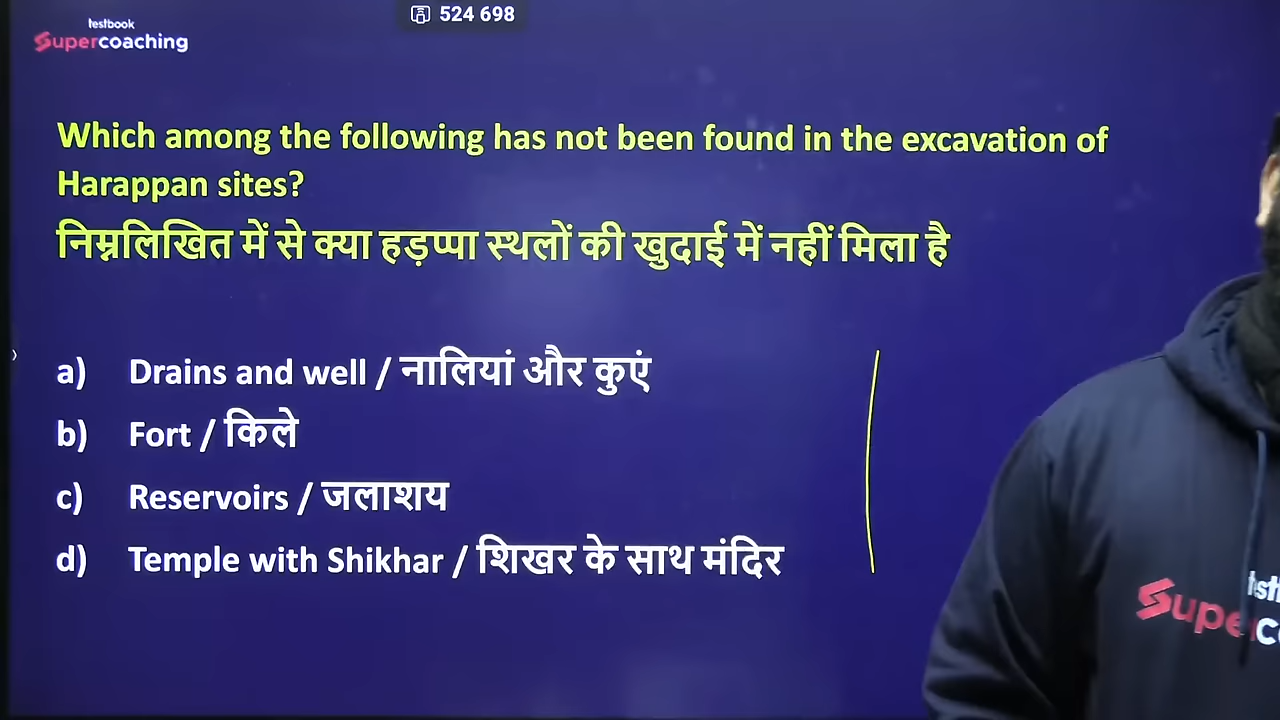 testbook
Supercoaching
524 698
Which among the following has not been found in the excavation of
Harappan sites?
निम्नलिखित में से क्या हड़प्पा स्थलों की खुदाई में नहीं मिला है
a) Drains and well / नालियां और कुएं
b) Fort / किले
c) Reservoirs / जलाशय
d) Temple with Shikhar / शिखर के साथ मंदिर